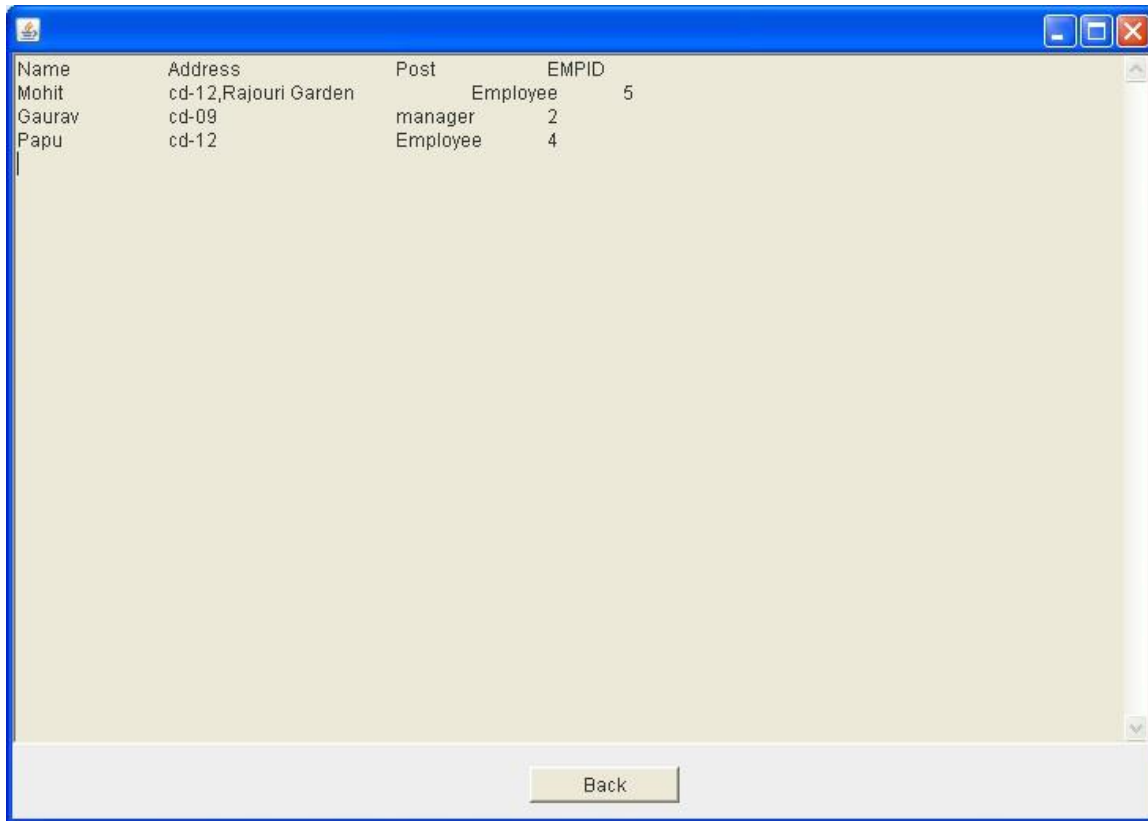 Name Address Post EMPID
Mohit cd-12,Rajouri Garden Employee 5
Gaurav cd-09 manager 2
Papu cd-12 Employee 4
Back